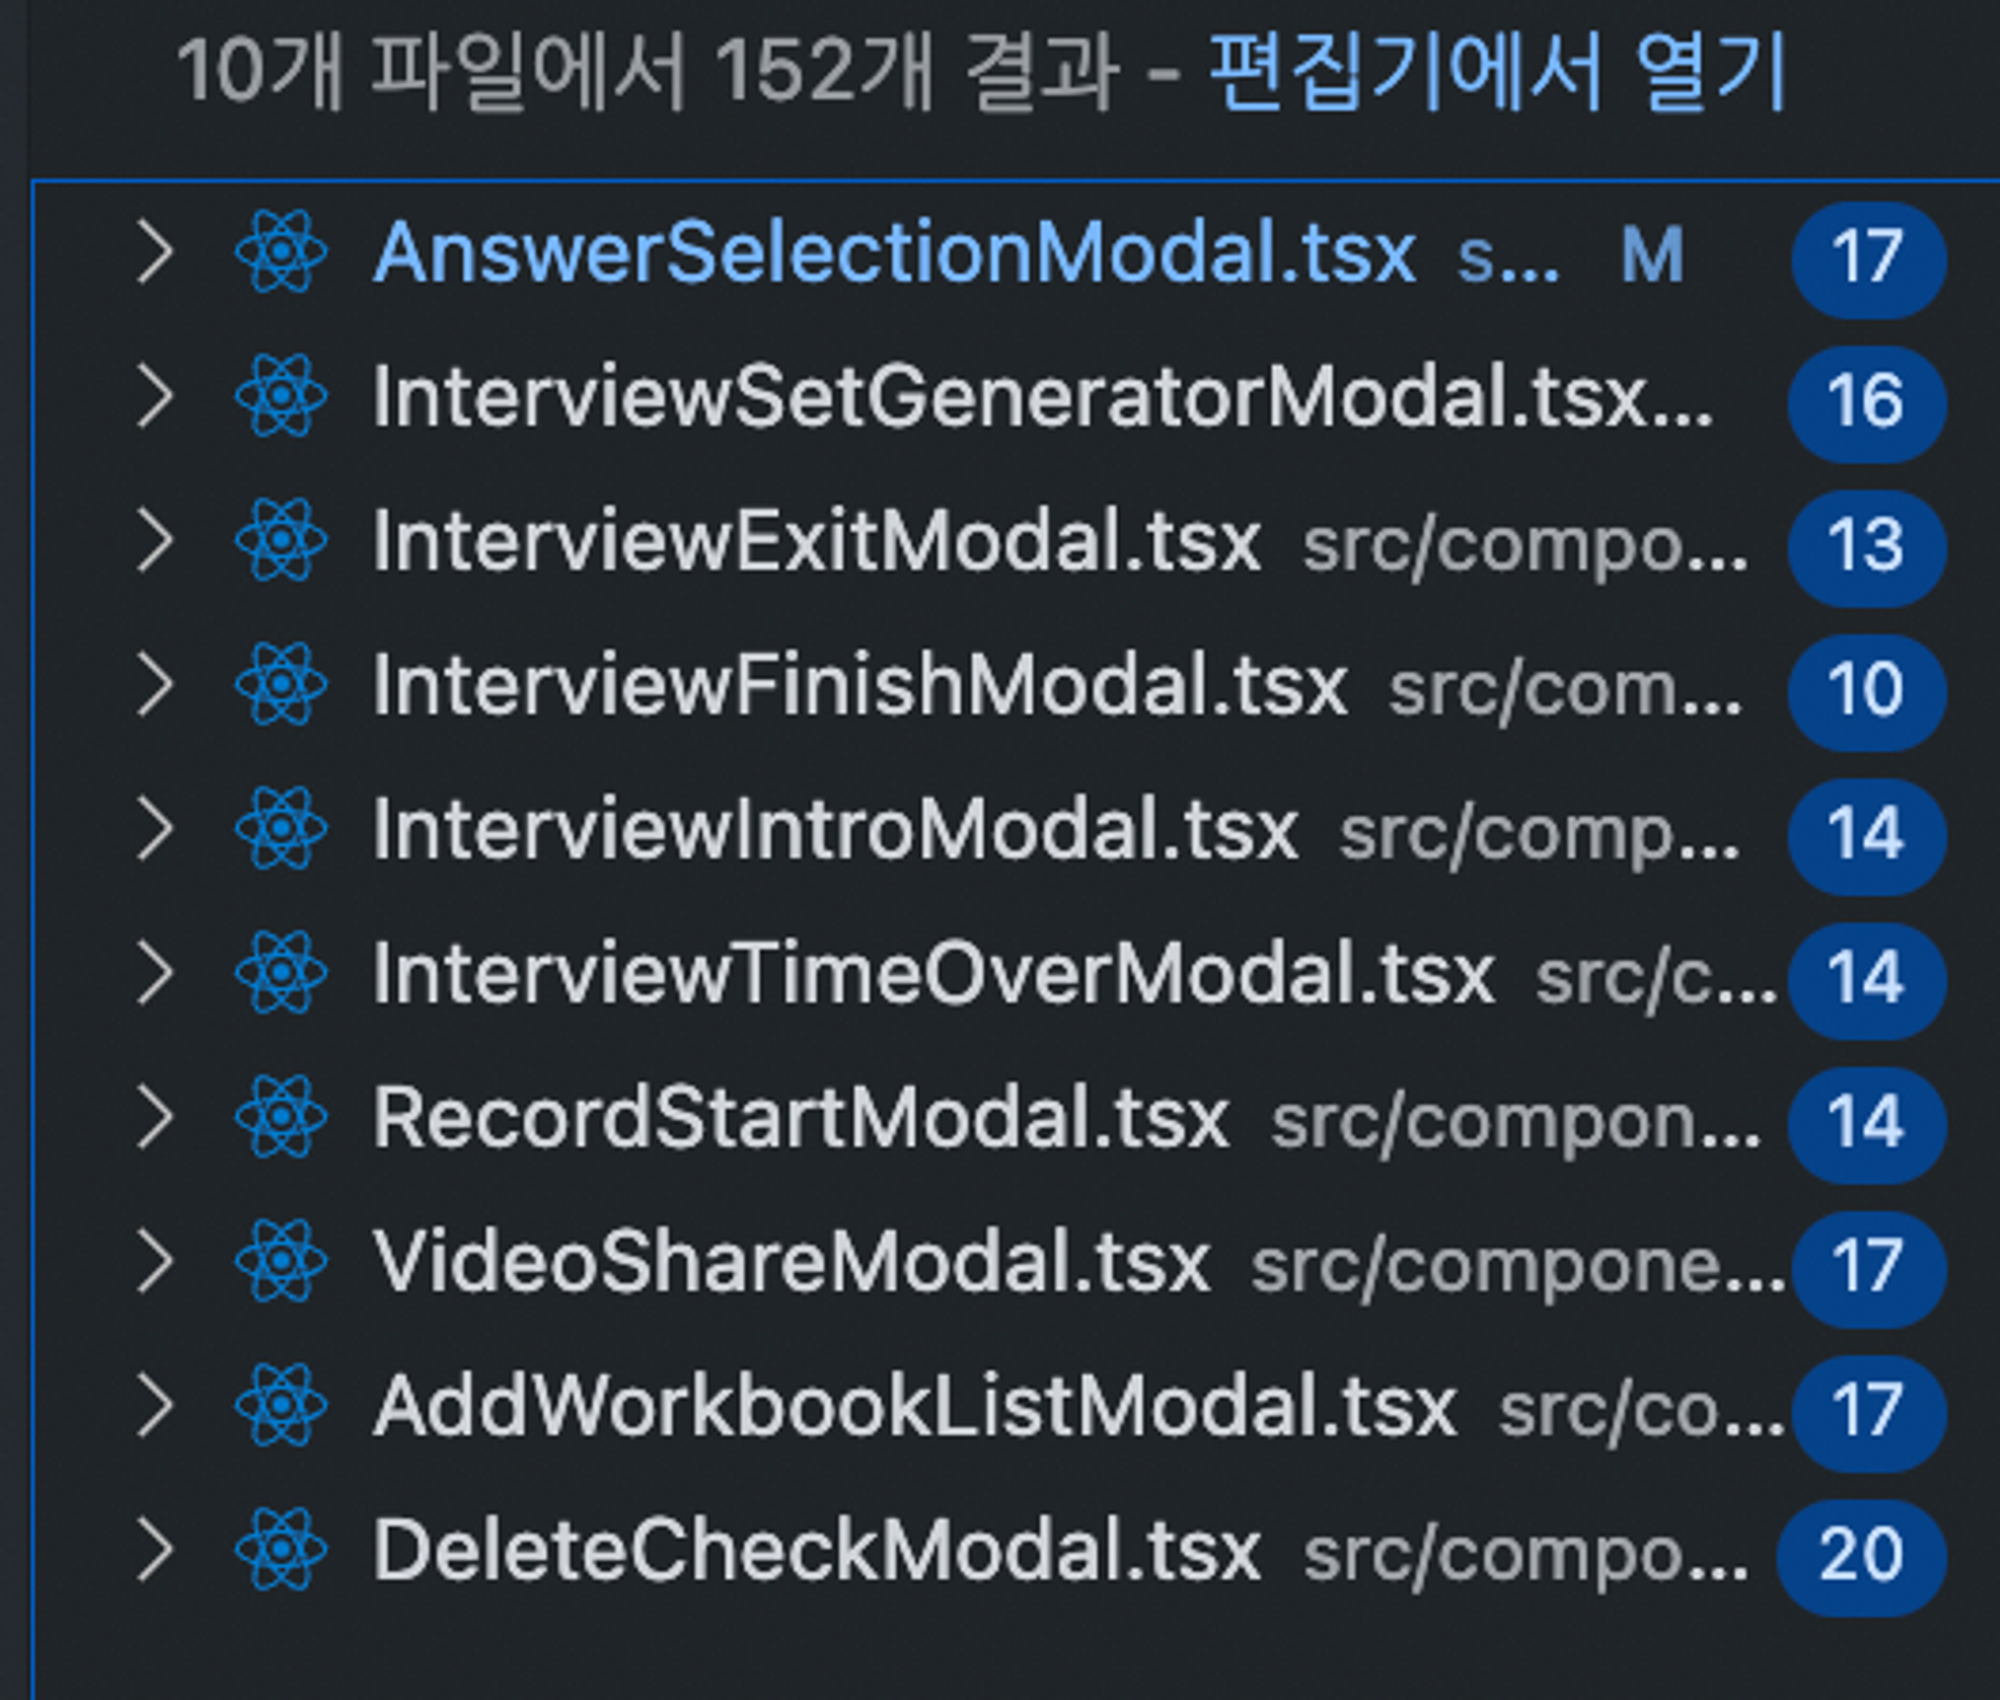 10개 파일에서 152개 결과 - 편집기에서 열기
AnswerSelectionModal.tsx s... M 17
InterviewSetGeneratorModal.tsx... 16
InterviewExitModal.tsx src/compo... 13
InterviewFinishModal.tsx src/com... 10
InterviewIntroModal.tsx src/comp... 14
InterviewTimeOverModal.tsx src/c... 14
RecordStartModal.tsx src/compon... 14
VideoShareModal.tsx src/compone... 17
AddWorkbookListModal.tsx src/co... 17
DeleteCheckModal.tsx src/compo... 20